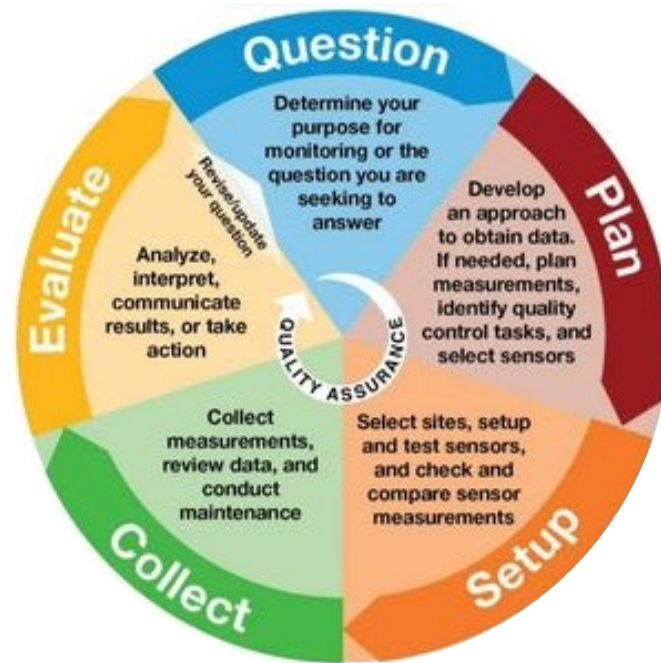 Question
Determine your
purpose for
monitoring or the
question you are
seeking to
answer
Plan
Develop
an approach
to obtain data.
If needed, plan
measurements,
identify quality
control tasks, and
select sensors
Setup
Select sites, setup
and test sensors,
and check and
compare sensor
measurements
Collect
Collect
measurements,
review data, and
conduct
maintenance
Evaluate
Analyze,
interpret,
communicate
results, or take
action
Revise/update
your question
QUALITY ASSURANCE